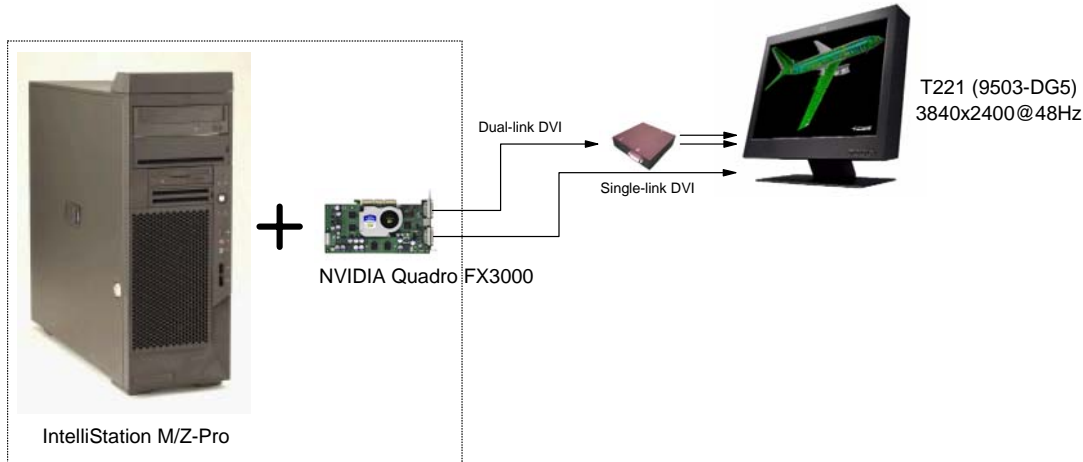 T221 (9503-DG5)
3840x2400@48Hz
Dual-link DVI
Single-link DVI
NVIDIA Quadro FX3000
IntelliStation M/Z-Pro